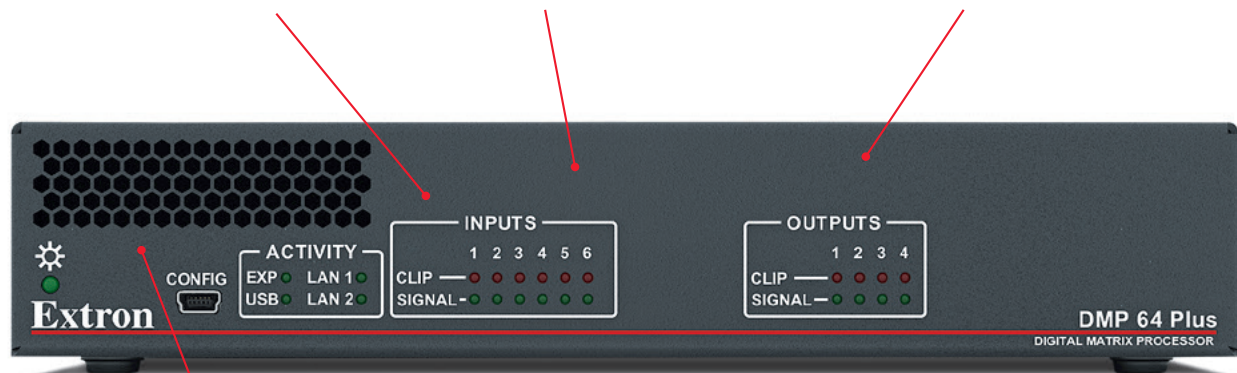 CONFIG
ACTIVITY
EXP LAN 1
USB LAN 2
INPUTS
1 2 3 4 5 6
CLIP
SIGNAL
OUTPUTS
1 2 3 4
CLIP
SIGNAL
Extron
DMP 64 Plus
DIGITAL MATRIX PROCESSOR